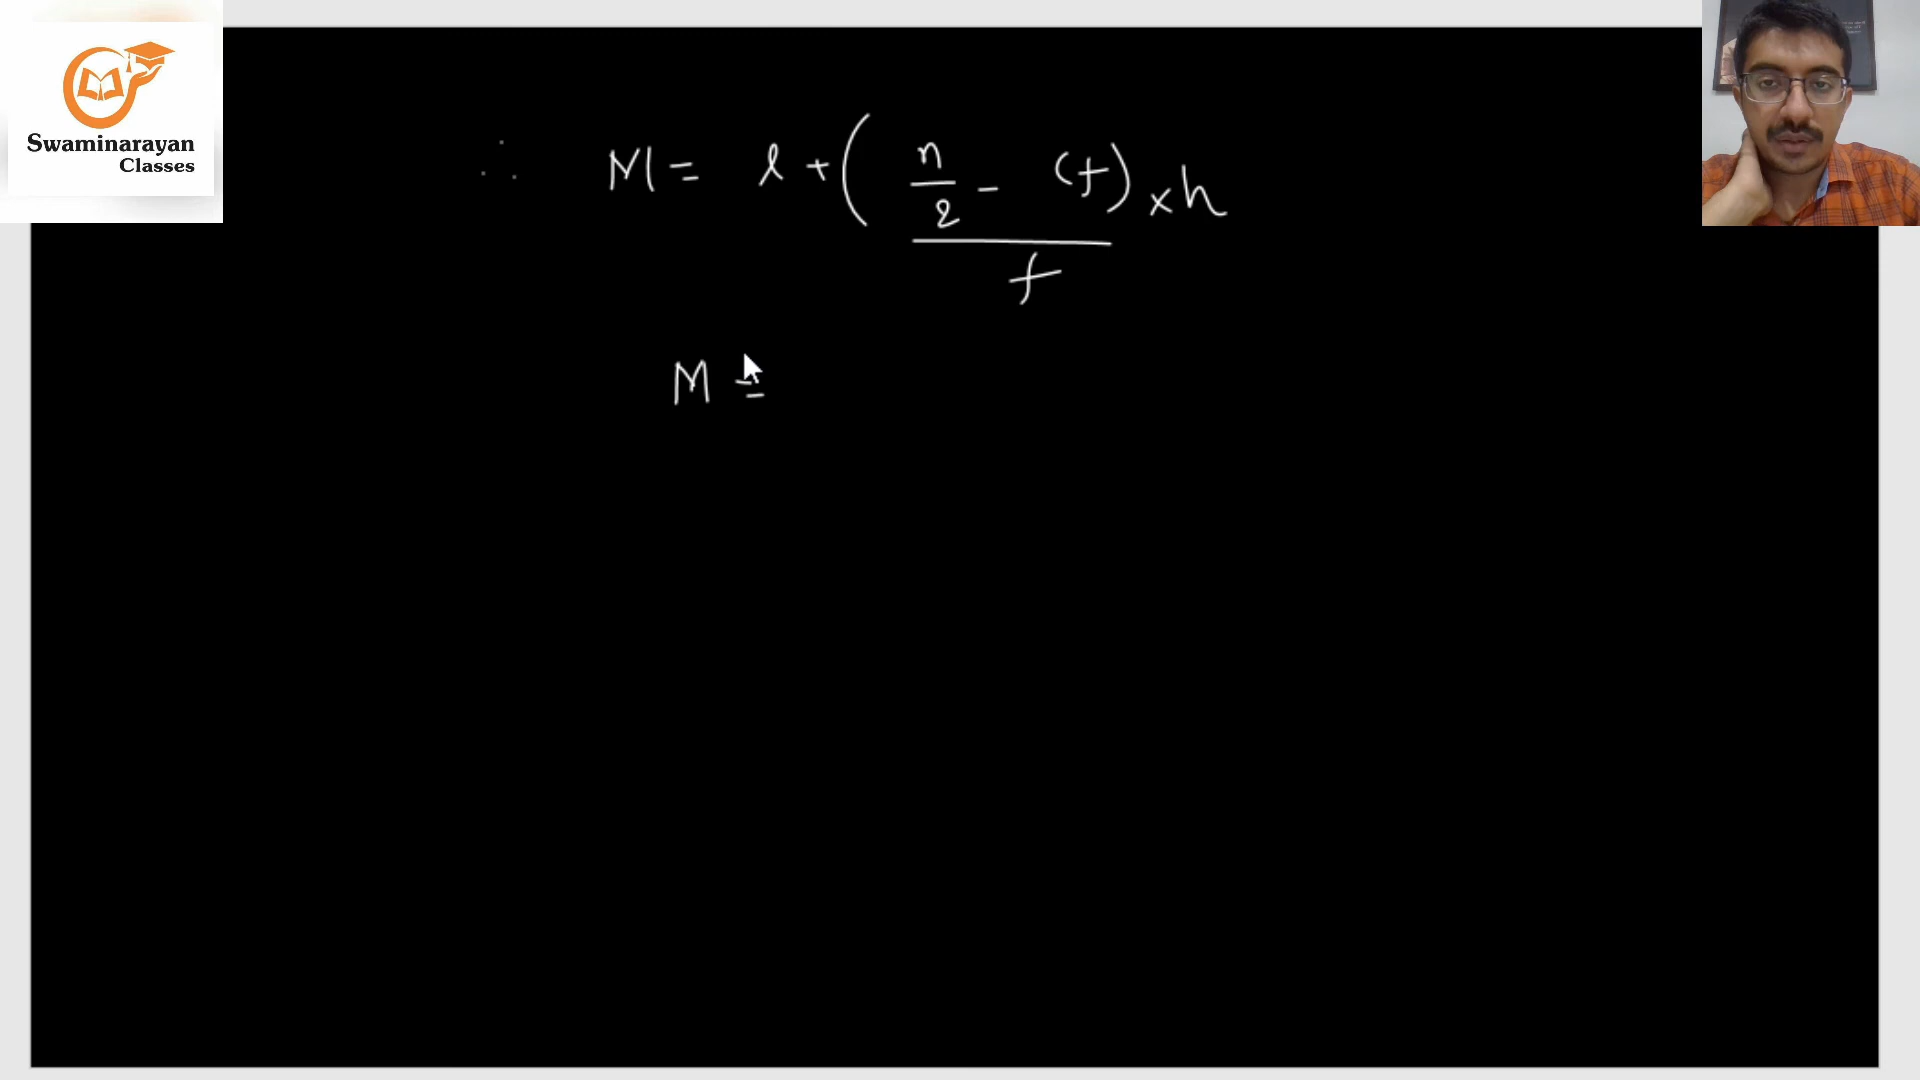 Swaminarayan
Classes
∴ M = l + ( n/2 - cf ) × h
f
M =